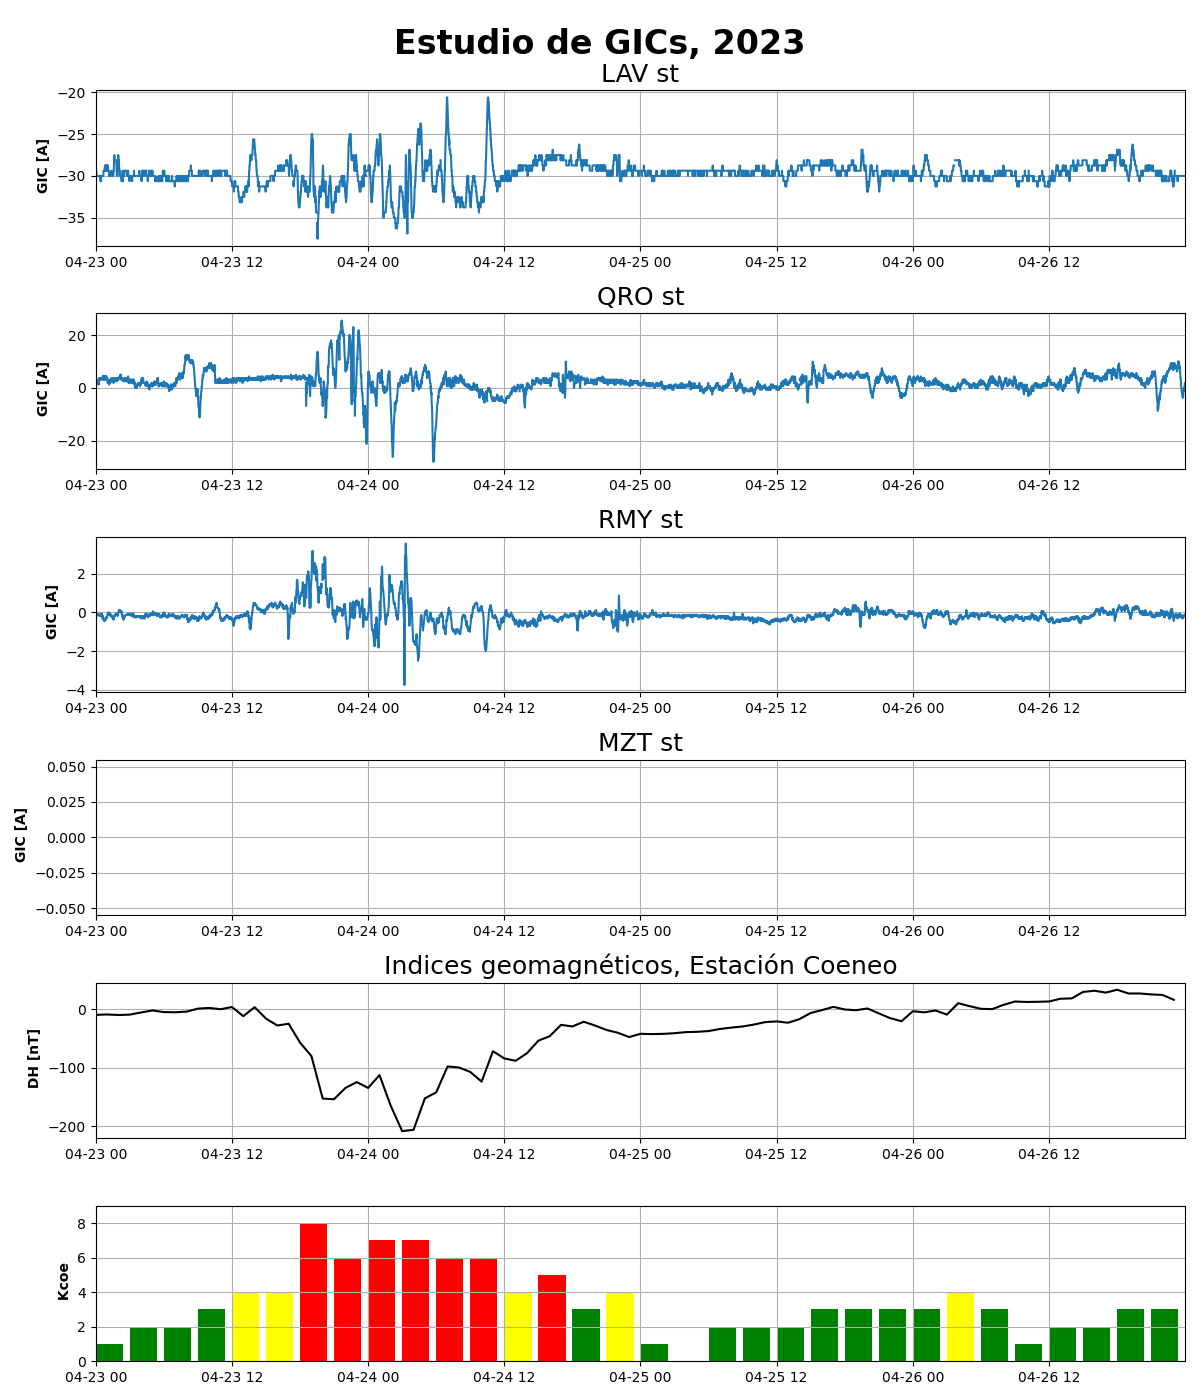 Estudio de GICs, 2023
LAV st
GIC [A]
−20
−25
−30
−35
04-23 00 04-23 12 04-24 00 04-24 12 04-25 00 04-25 12 04-26 00 04-26 12
QRO st
GIC [A]
20
0
−20
04-23 00 04-23 12 04-24 00 04-24 12 04-25 00 04-25 12 04-26 00 04-26 12
RMY st
GIC [A]
2
0
−2
−4
04-23 00 04-23 12 04-24 00 04-24 12 04-25 00 04-25 12 04-26 00 04-26 12
MZT st
GIC [A]
0.050
0.025
0.000
−0.025
−0.050
04-23 00 04-23 12 04-24 00 04-24 12 04-25 00 04-25 12 04-26 00 04-26 12
Indices geomagnéticos, Estación Coeneo
DH [nT]
0
−100
−200
04-23 00 04-23 12 04-24 00 04-24 12 04-25 00 04-25 12 04-26 00 04-26 12
Kcoe
8
6
4
2
0
04-23 00 04-23 12 04-24 00 04-24 12 04-25 00 04-25 12 04-26 00 04-26 12